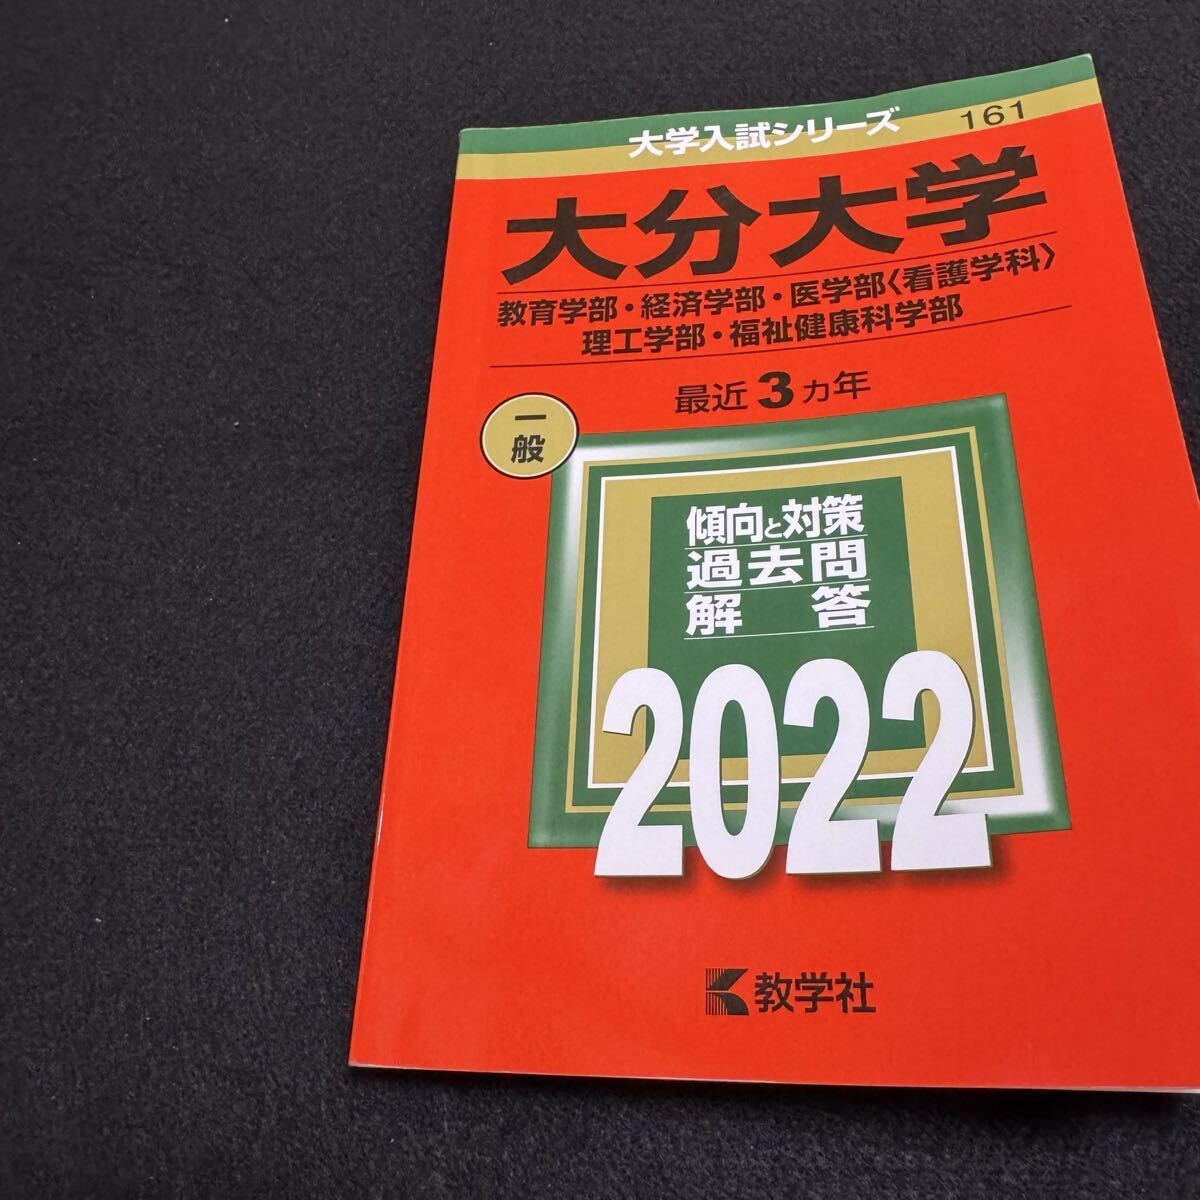 大学入試シリーズ 161
大分大学
教育学部・経済学部・医学部〈看護学科〉
理工学部・福祉健康科学部
最近3カ年
一般
傾向と対策
過去問
解答
2022
教学社